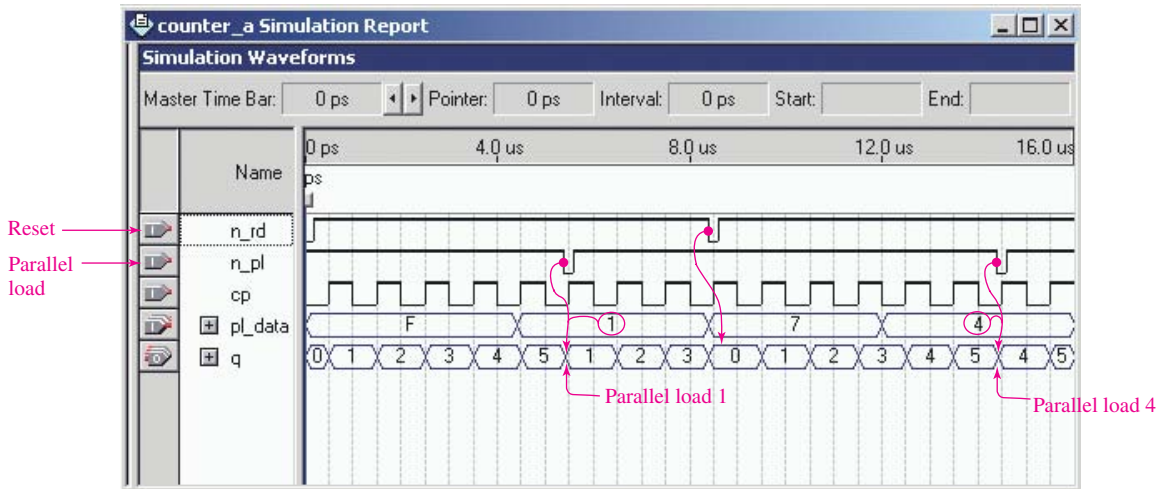 counter_a Simulation Report
Simulation Waveforms
Master Time Bar: 0 ps Pointer: 0 ps Interval: 0 ps Start: End:
Name
0 ps 4.0 us 8.0 us 12.0 us 16.0 us
ps
Reset n_rd
Parallel load n_pl
cp
pl_data F 1 7 4
q 0 1 2 3 4 5 1 2 3 0 1 2 3 4 5 4 5
Parallel load 1
Parallel load 4